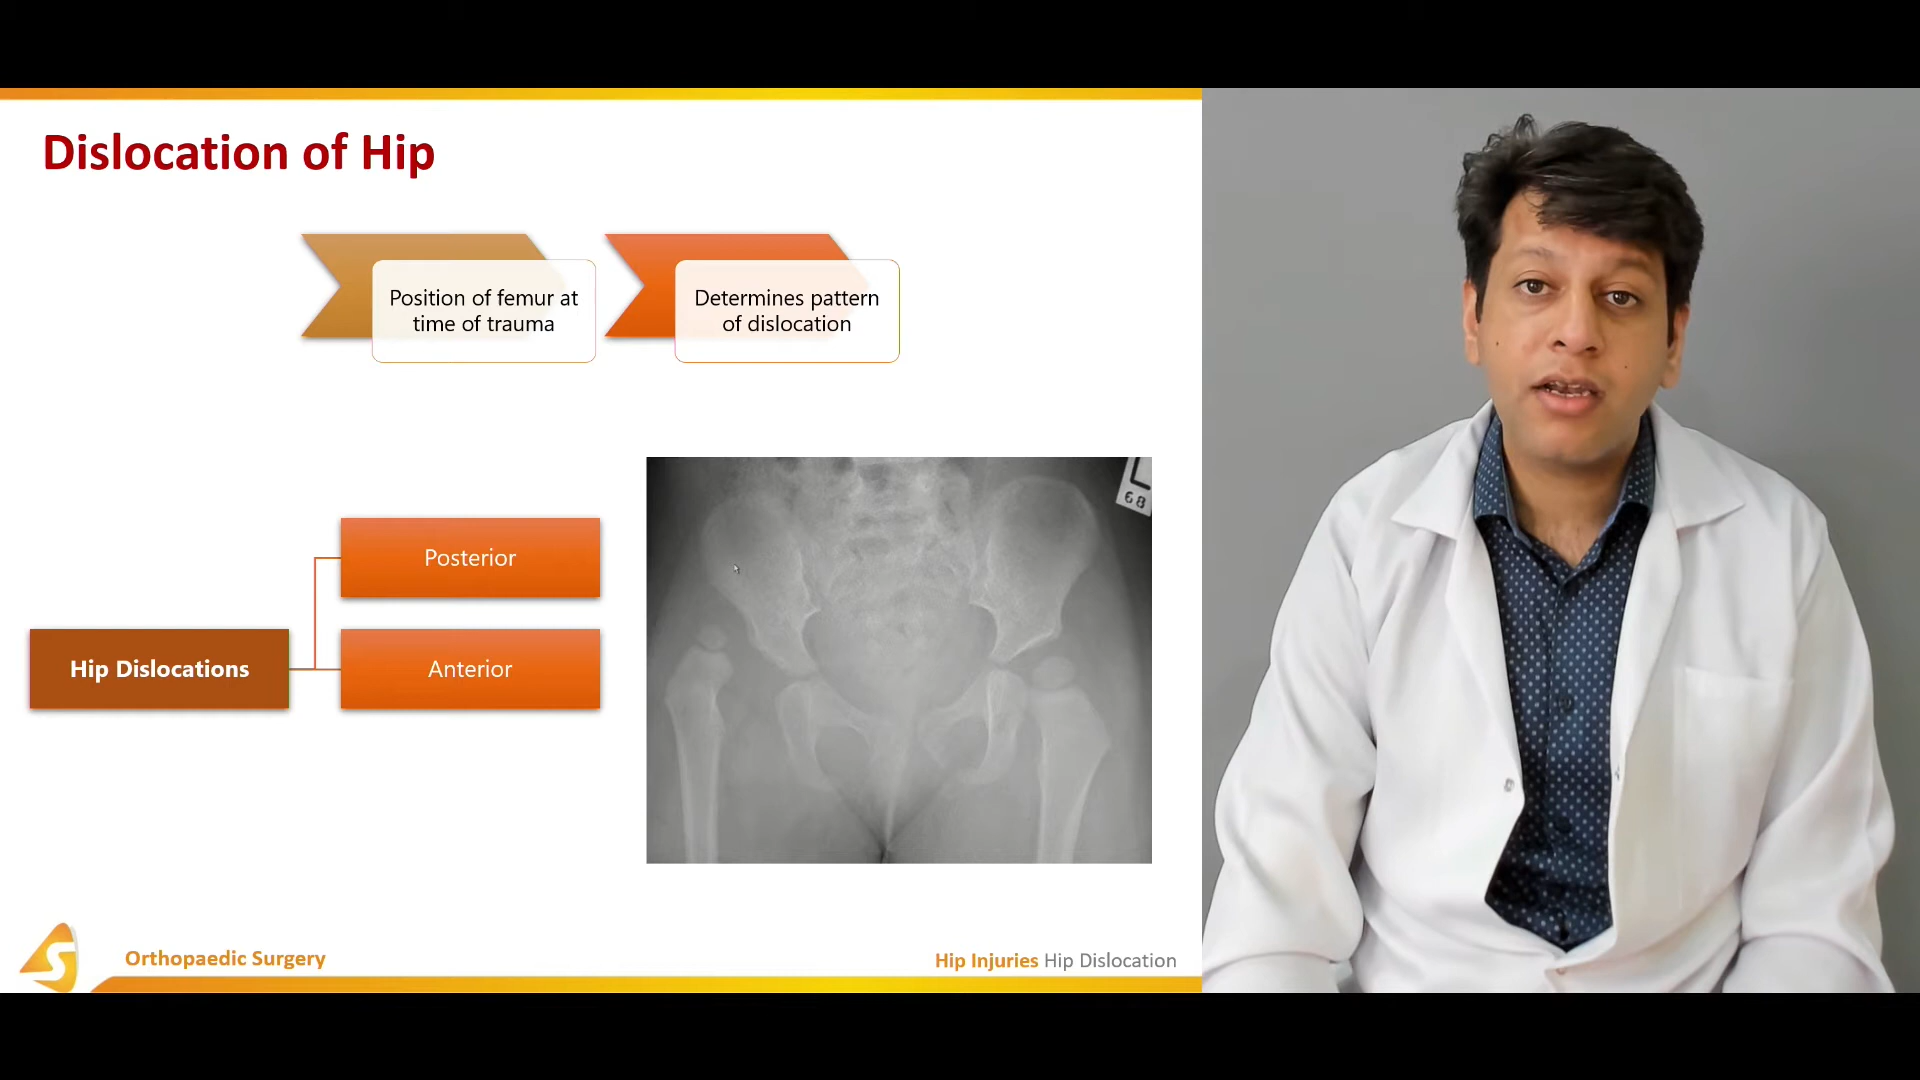 Dislocation of Hip
Position of femur at
time of trauma
Determines pattern
of dislocation
Posterior
Hip Dislocations
Anterior
L
68
Orthopaedic Surgery
Hip Injuries Hip Dislocation